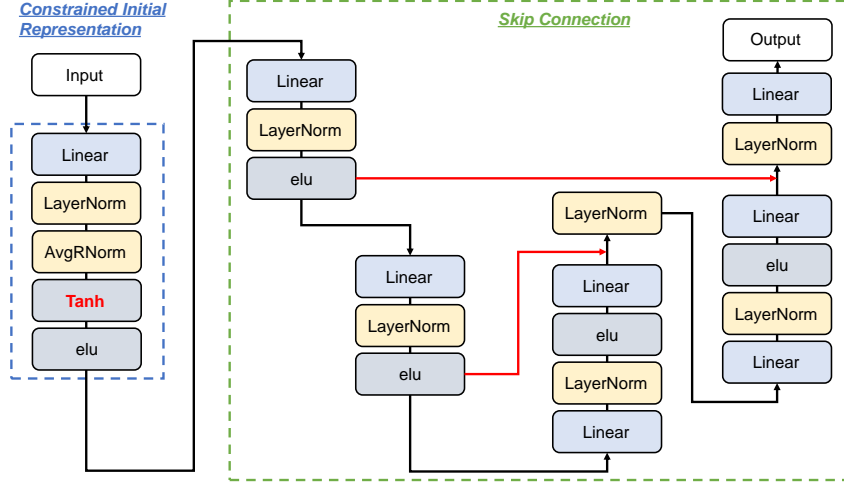 Constrained Initial
Representation
Input
Linear
LayerNorm
AvgRNorm
Tanh
elu
Skip Connection
Linear
LayerNorm
elu
Linear
LayerNorm
elu
LayerNorm
Linear
elu
LayerNorm
Linear
Output
Linear
LayerNorm
Linear
elu
LayerNorm
Linear